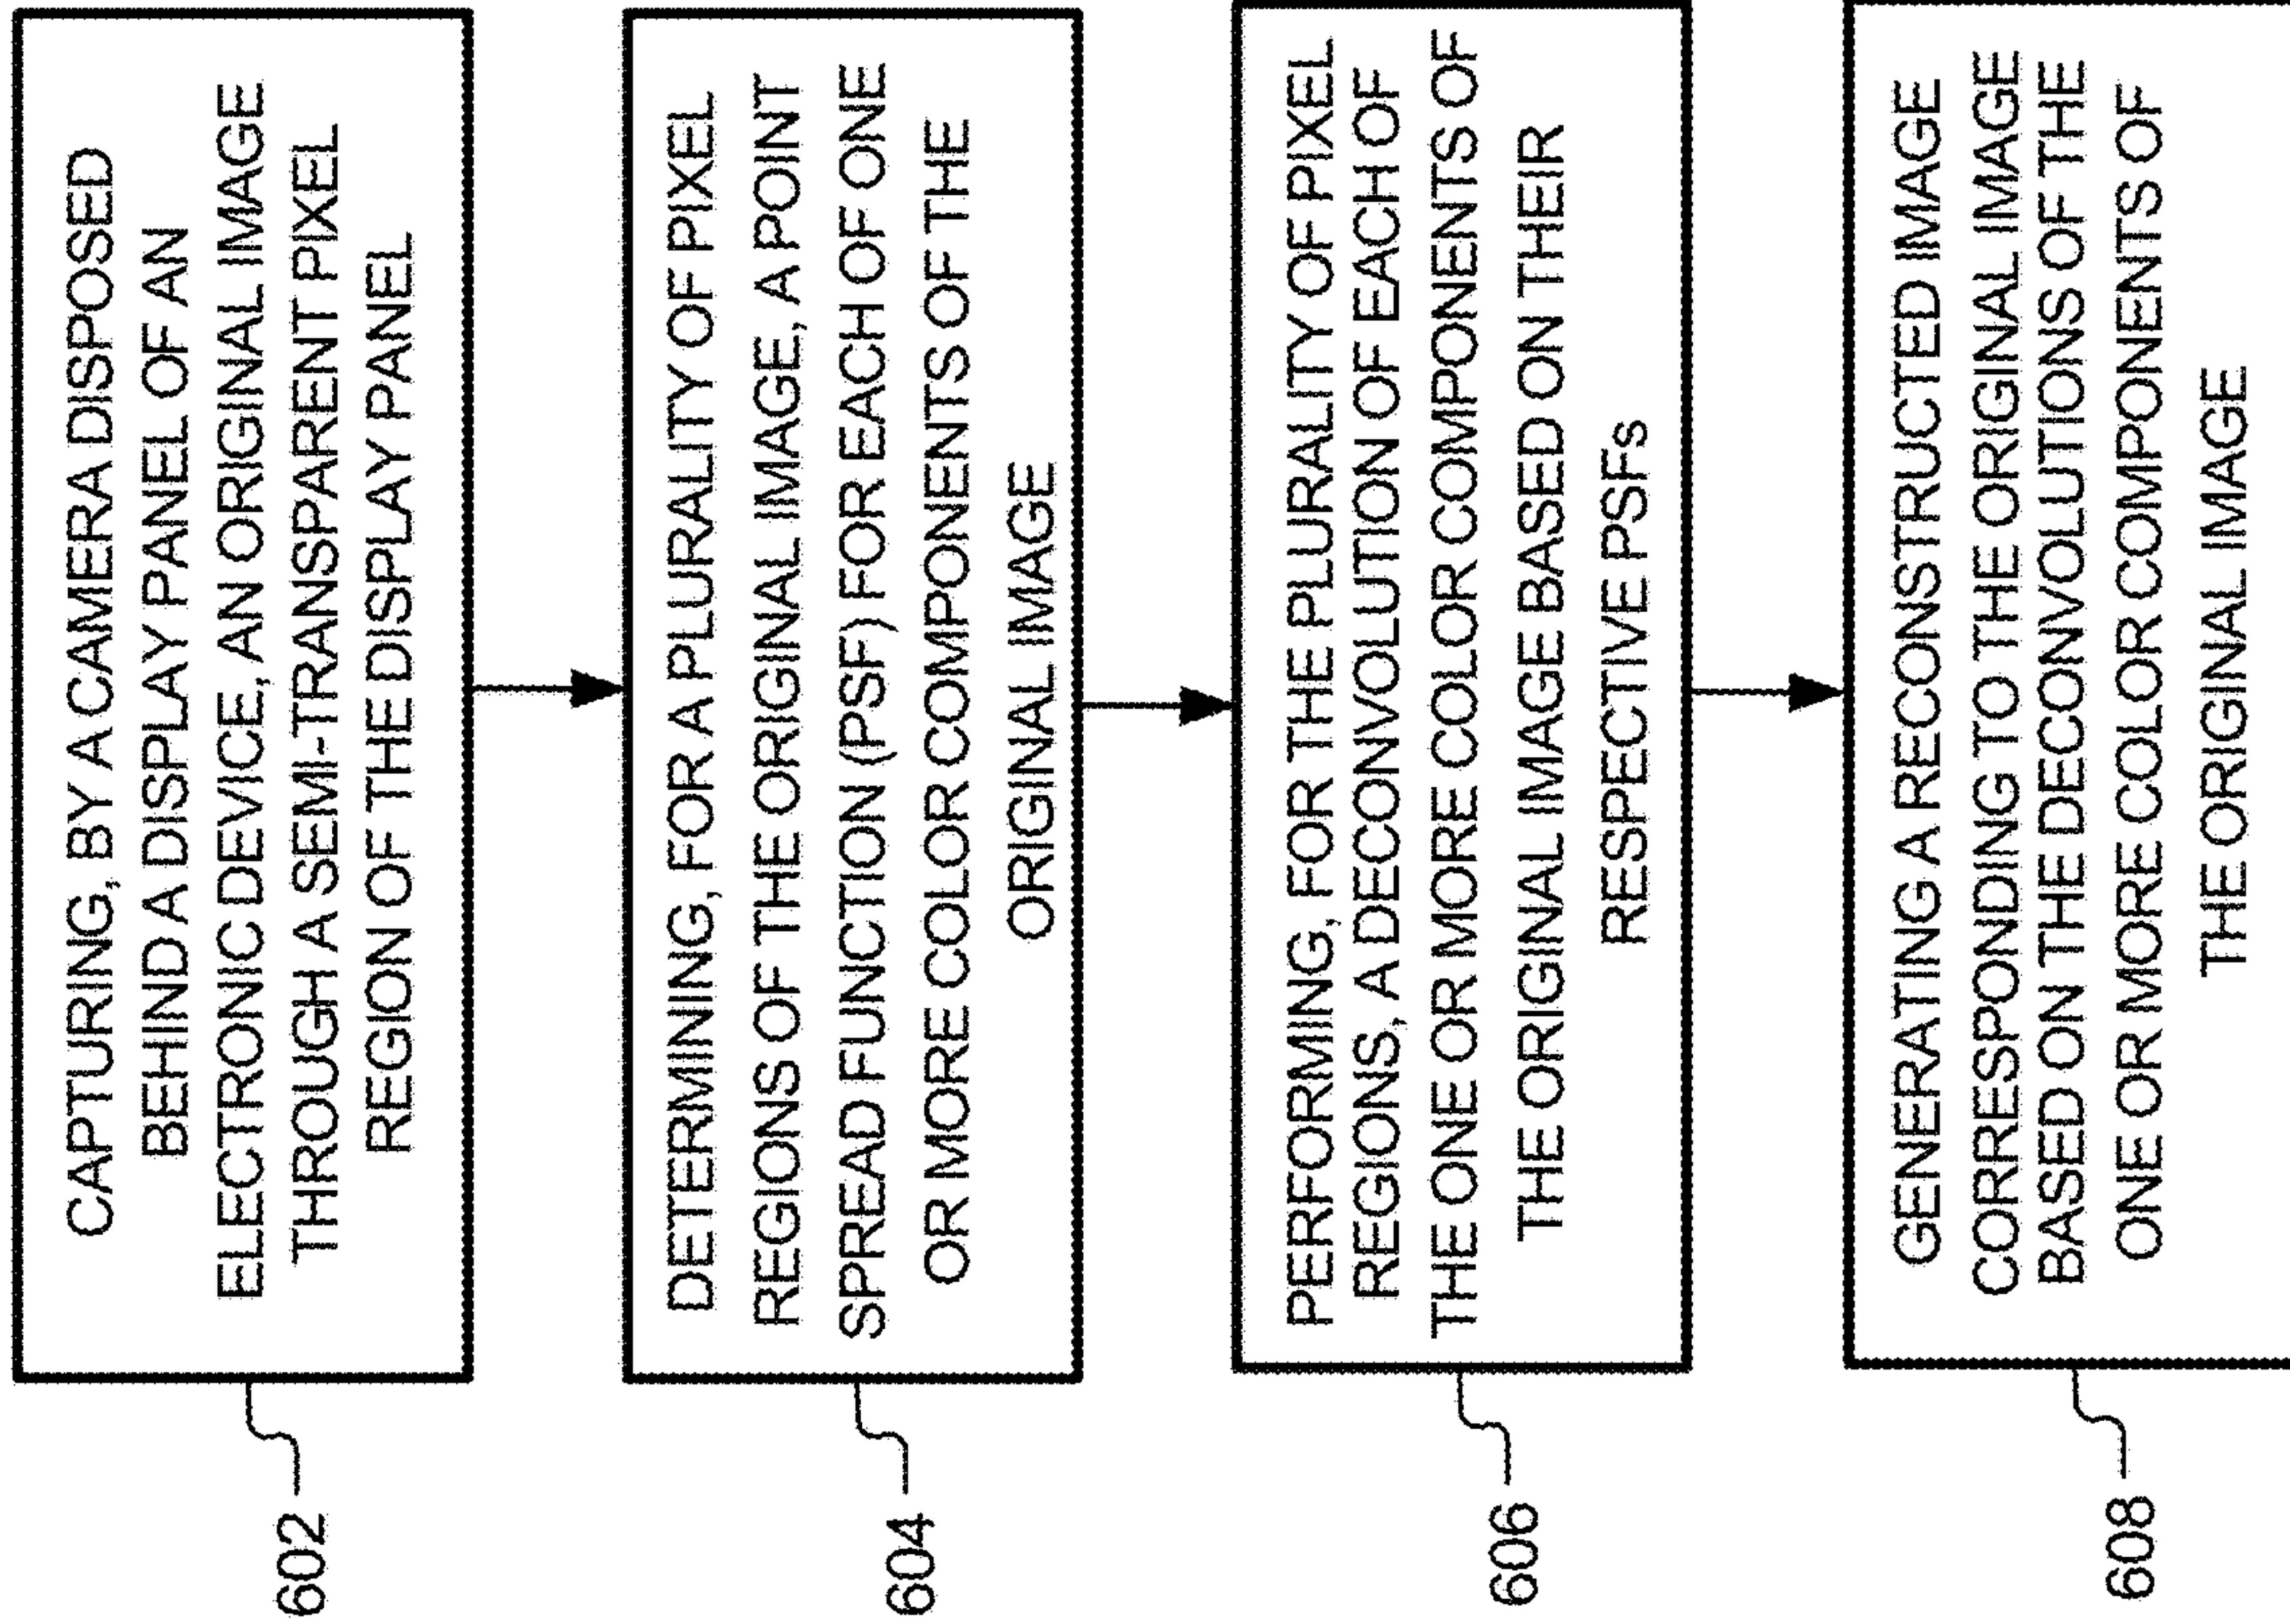 602
CAPTURING, BY A CAMERA DISPOSED
BEHIND A DISPLAY PANEL OF AN
ELECTRONIC DEVICE, AN ORIGINAL IMAGE
THROUGH A SEMI-TRANSPARENT PIXEL
REGION OF THE DISPLAY PANEL
604
DETERMINING, FOR A PLURALITY OF PIXEL
REGIONS OF THE ORIGINAL IMAGE, A POINT
SPREAD FUNCTION (PSF) FOR EACH OF ONE
OR MORE COLOR COMPONENTS OF THE
ORIGINAL IMAGE
606
PERFORMING, FOR THE PLURALITY OF PIXEL
REGIONS, A DECONVOLUTION OF EACH OF
THE ONE OR MORE COLOR COMPONENTS OF
THE ORIGINAL IMAGE BASED ON THEIR
RESPECTIVE PSFs
608
GENERATING A RECONSTRUCTED IMAGE
CORRESPONDING TO THE ORIGINAL IMAGE
BASED ON THE DECONVOLUTIONS OF THE
ONE OR MORE COLOR COMPONENTS OF
THE ORIGINAL IMAGE